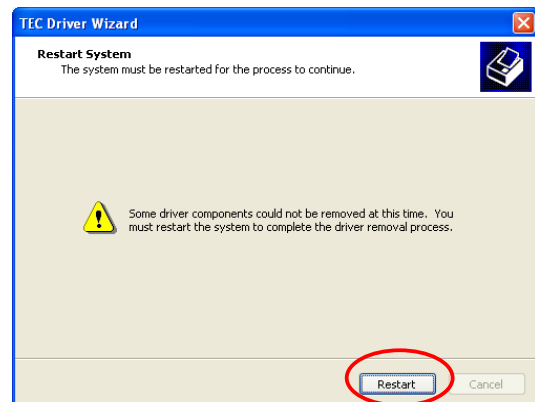 TEC Driver Wizard
Restart System
The system must be restarted for the process to continue.
Some driver components could not be removed at this time. You
must restart the system to complete the driver removal process.
Restart
Cancel